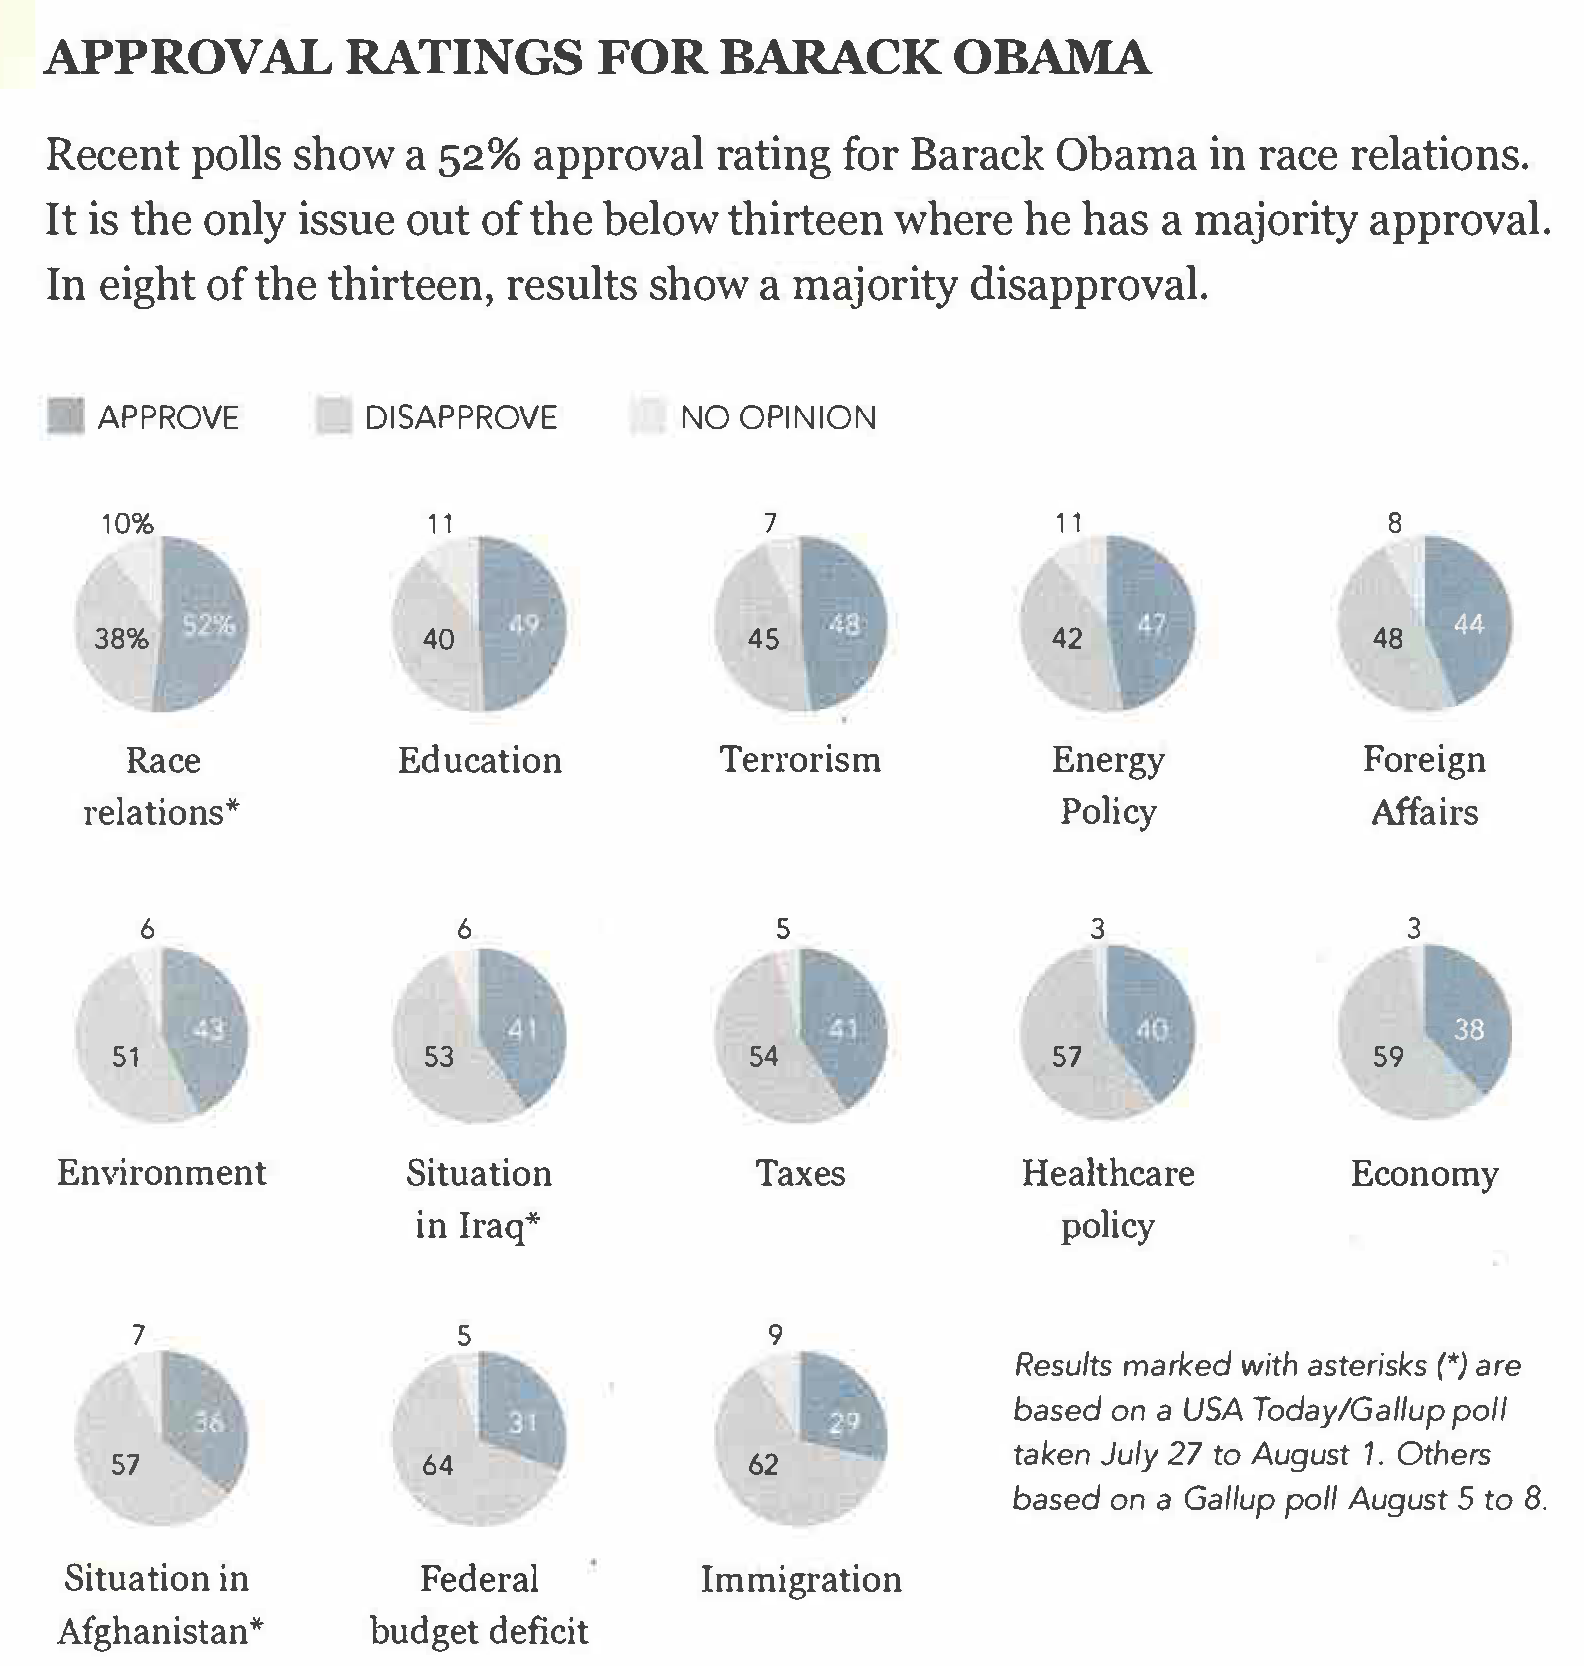 APPROVAL RATINGS FOR BARACK OBAMA
Recent polls show a 52% approval rating for Barack Obama in race relations.
It is the only issue out of the below thirteen where he has a majority approval.
In eight of the thirteen, results show a majority disapproval.
APPROVE DISAPPROVE NO OPINION
10% 11 7 11 8
38% 52% 40 49 45 48 42 47 48 44
Race Education Terrorism Energy Foreign
relations* Policy Affairs
6 6 5 3 3
51 43 53 41 54 41 57 40 59 38
Environment Situation Taxes Healthcare Economy
in Iraq* policy
7 5 9
57 36 64 31 62 29
Situation in Federal Immigration
Afghanistan* budget deficit
Results marked with asterisks (*) are
based on a USA Today/Gallup poll
taken July 27 to August 1. Others
based on a Gallup poll August 5 to 8.